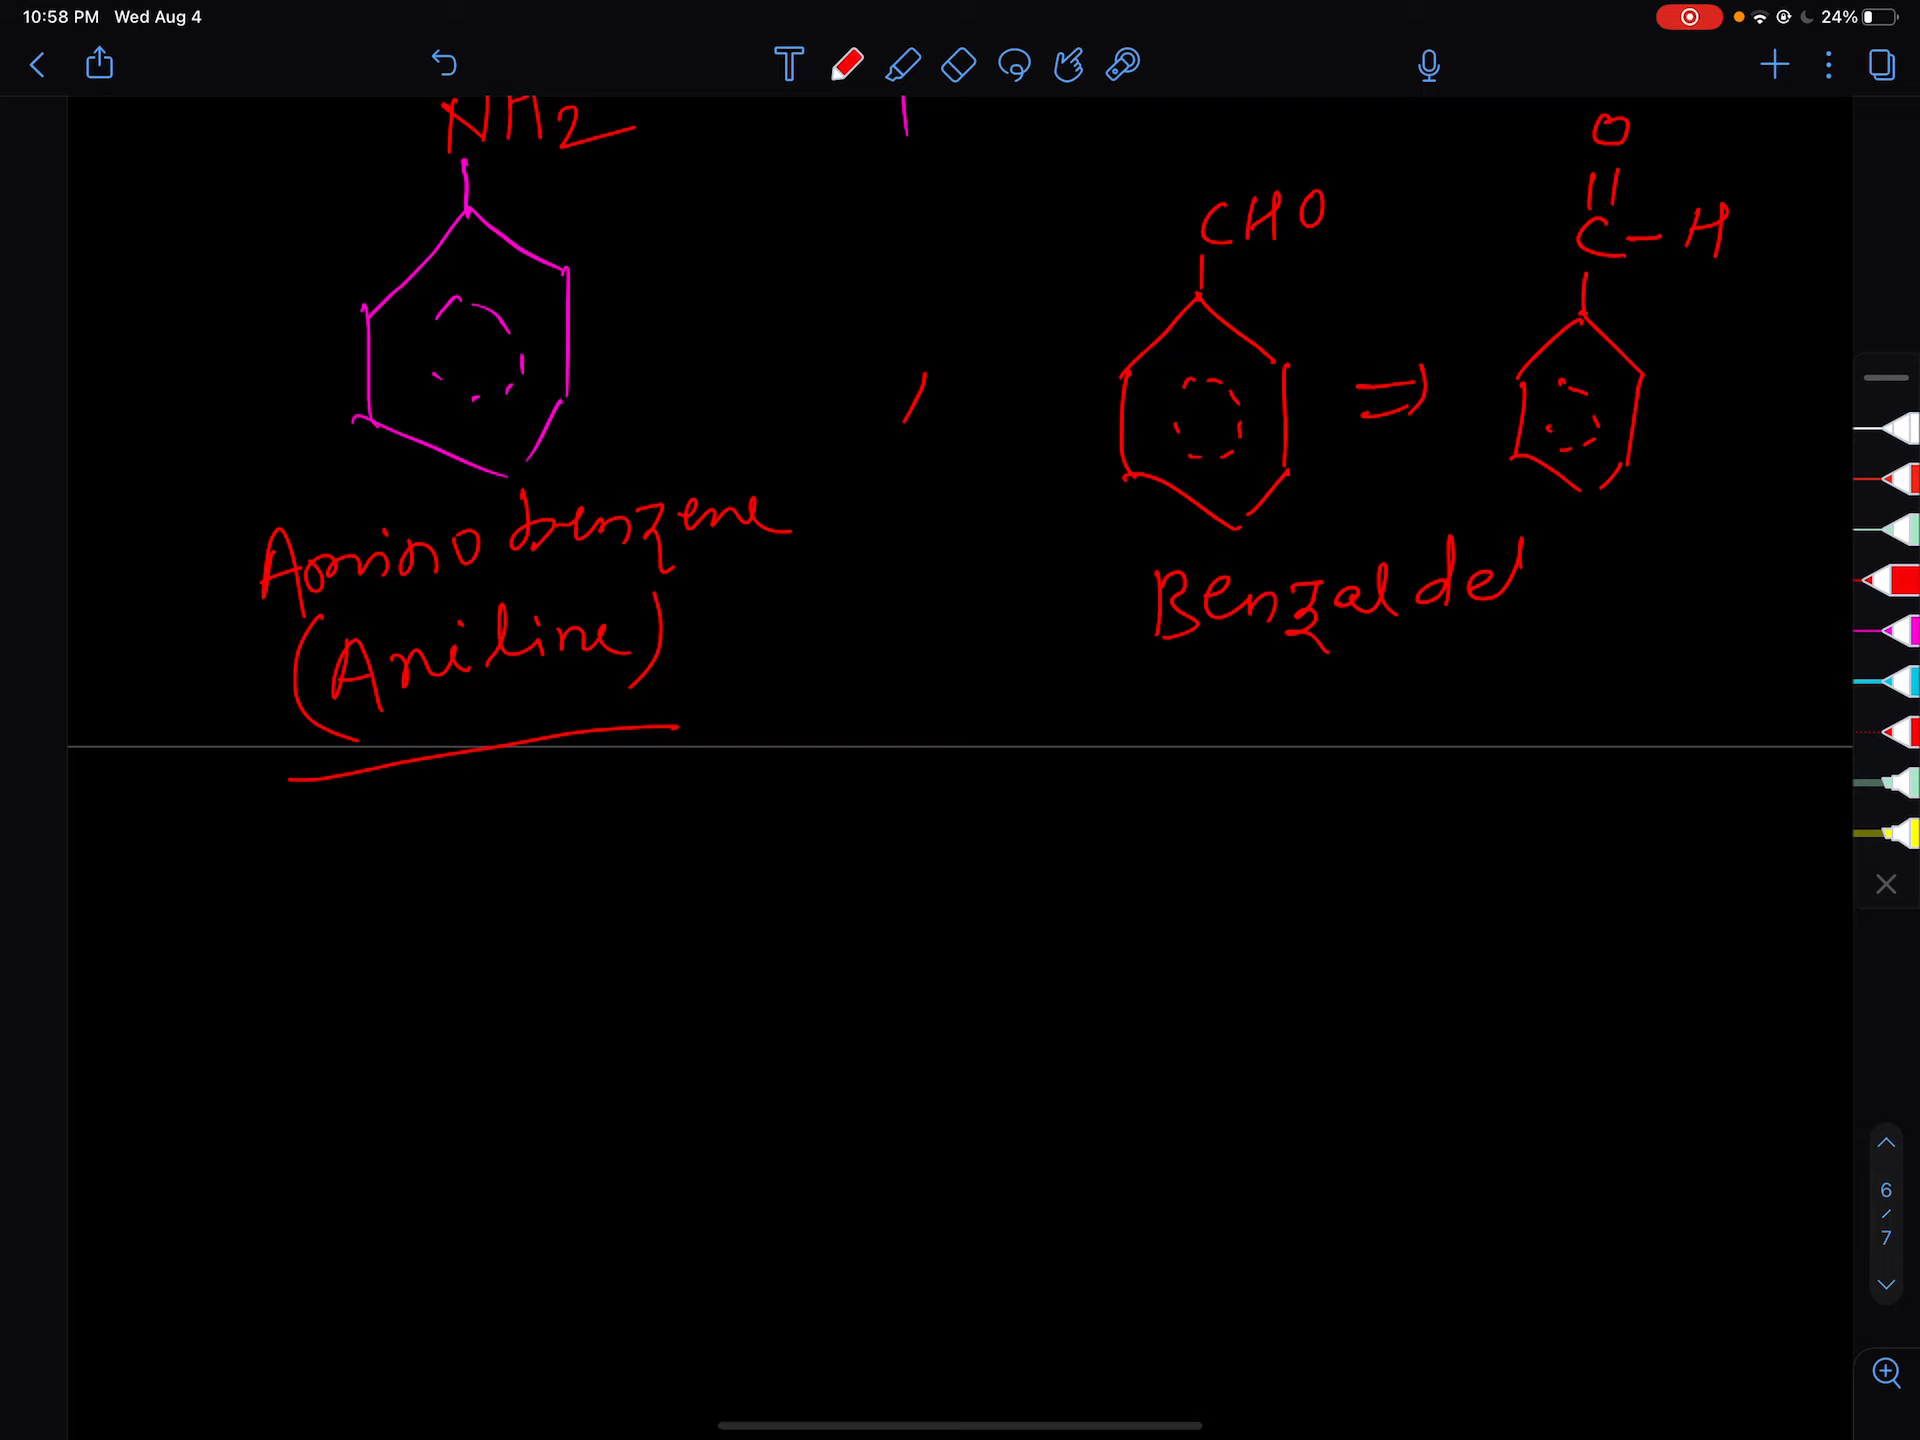 10:58 PM Wed Aug 4
24%
T
NH2
O
CHO
C-H
, ⇒
Amino benzene
(Aniline)
Benzalde
6
/
7